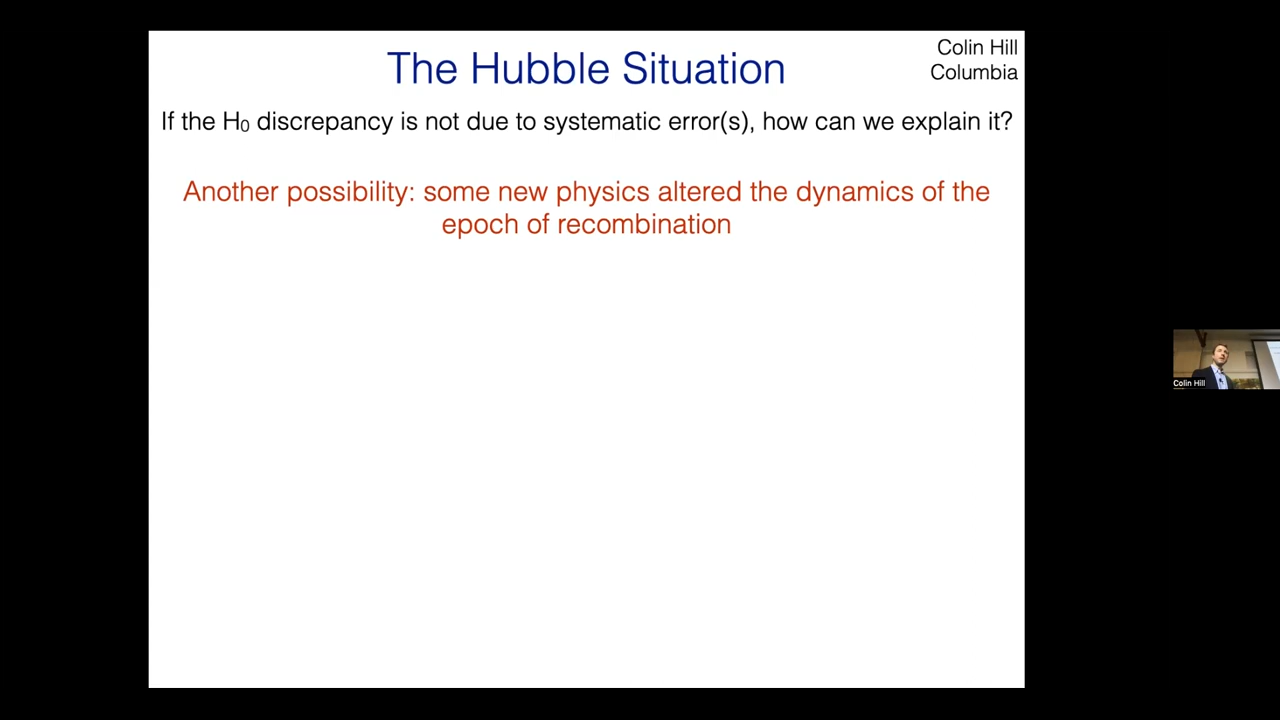 The Hubble Situation
Colin Hill
Columbia
If the H₀ discrepancy is not due to systematic error(s), how can we explain it?
Another possibility: some new physics altered the dynamics of the
epoch of recombination
Colin Hill